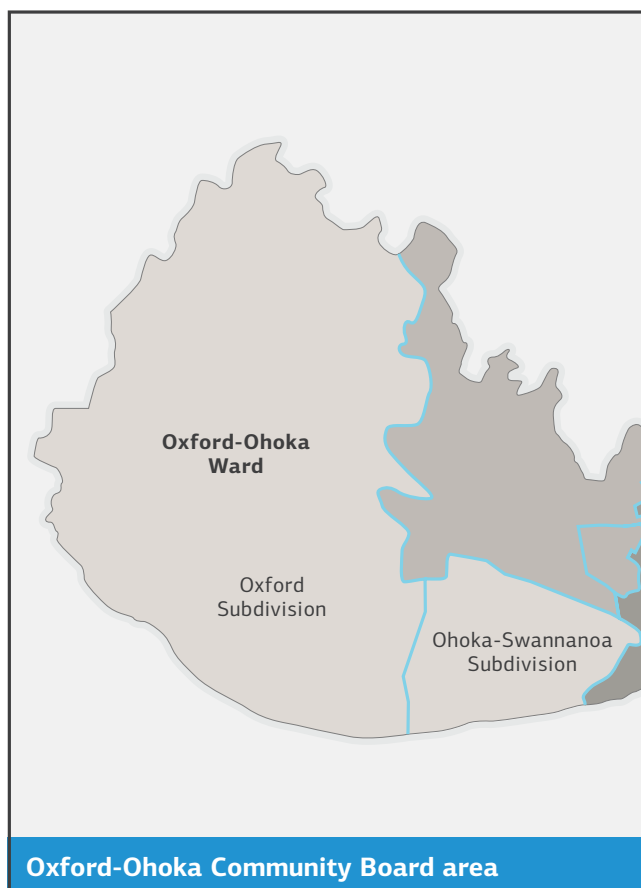 Oxford-Ohoka
Ward
Oxford
Subdivision
Ohoka-Swannanoa
Subdivision
Oxford-Ohoka Community Board area